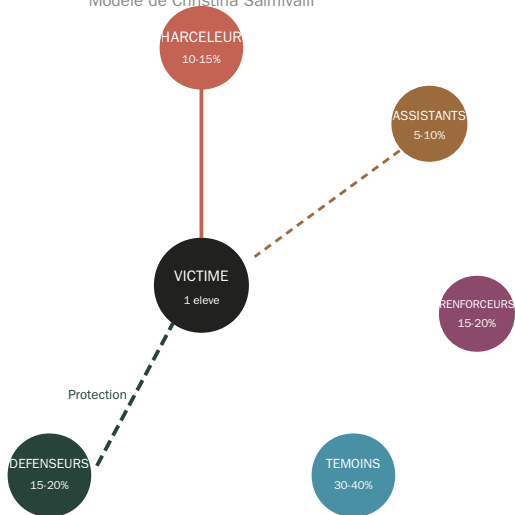 Modele de Christina Salmivalli
HARCELEUR
10-15%
ASSISTANTS
5-10%
VICTIME
1 eleve
RENFORCEURS
15-20%
Protection
DEFENSEURS
15-20%
TEMOINS
30-40%